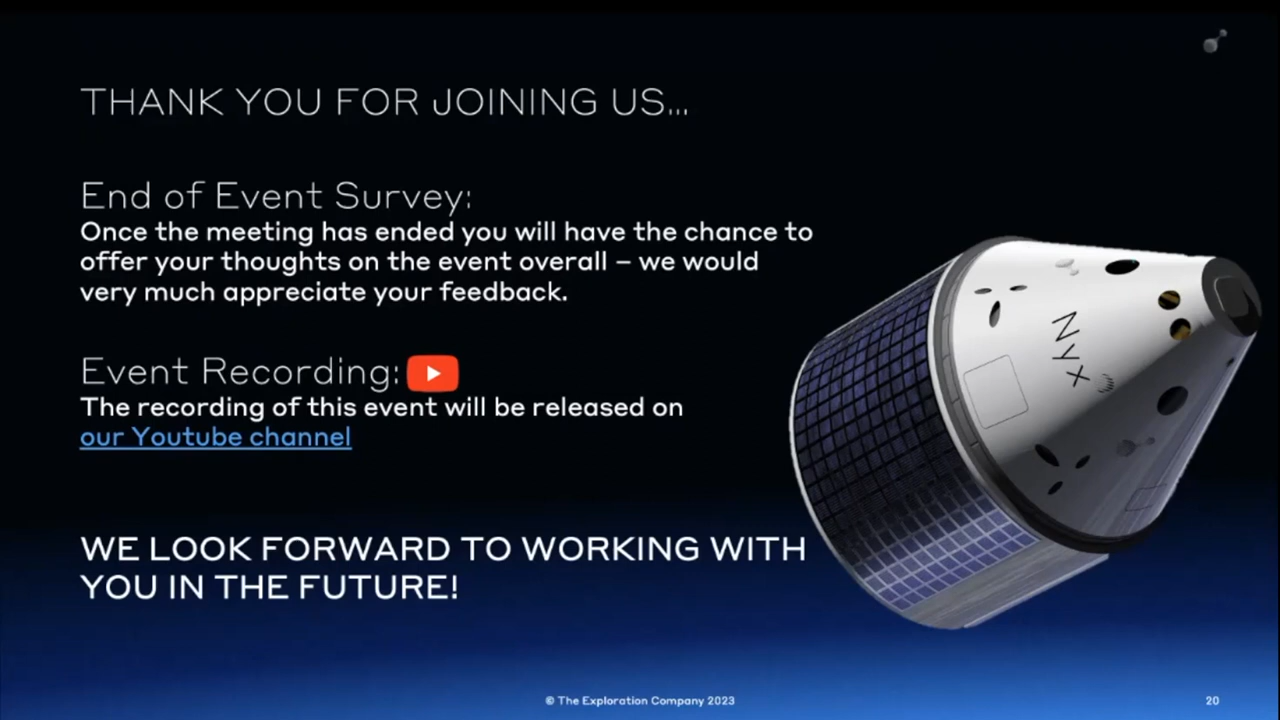 THANK YOU FOR JOINING US...
End of Event Survey:
Once the meeting has ended you will have the chance to
offer your thoughts on the event overall – we would
very much appreciate your feedback.
Event Recording:
The recording of this event will be released on
our Youtube channel
WE LOOK FORWARD TO WORKING WITH
YOU IN THE FUTURE!
Nyx
© The Exploration Company 2023
20